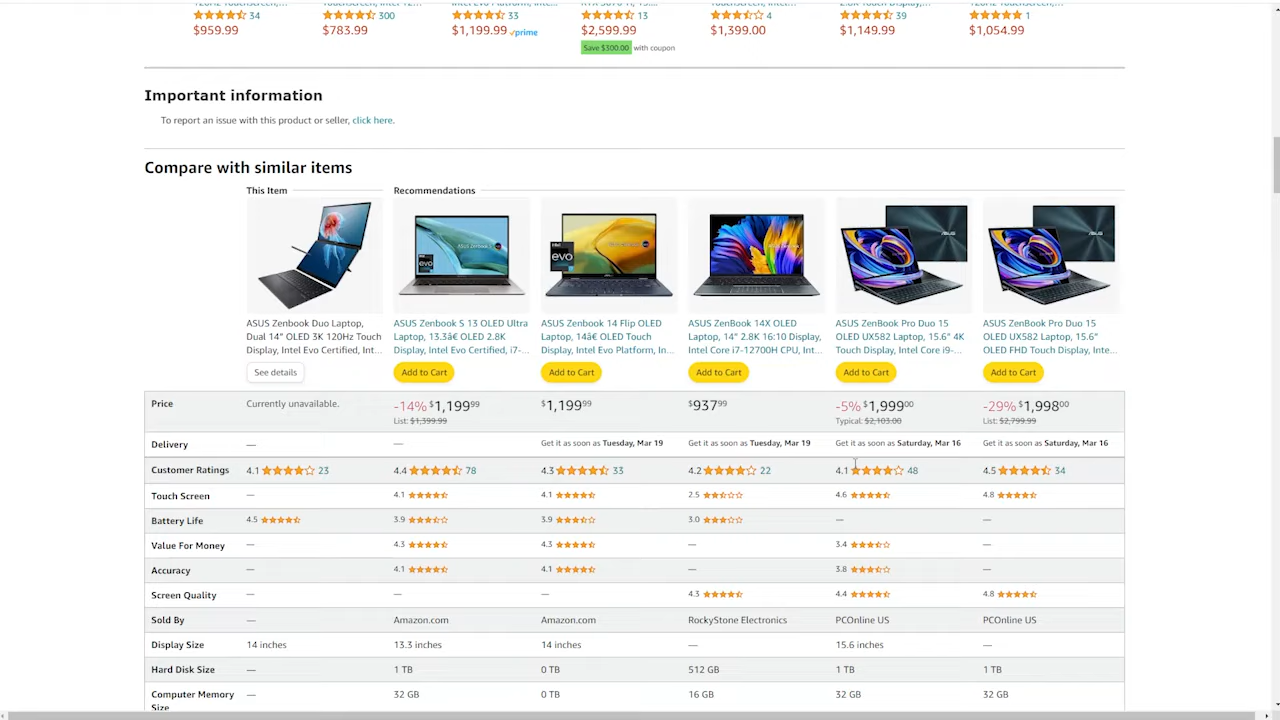 34 300 33 13 4 39 1
$959.99 $783.99 $1,199.99 prime $2,599.99 $1,399.00 $1,149.99 $1,054.99
Save $300.00 with coupon
Important information
To report an issue with this product or seller, click here.
Compare with similar items
This Item Recommendations
ASUS Zenbook Duo Laptop, ASUS Zenbook S 13 OLED Ultra ASUS Zenbook 14 Flip OLED ASUS ZenBook 14X OLED ASUS ZenBook Pro Duo 15 ASUS ZenBook Pro Duo 15
Dual 14" OLED 3K 120Hz Touch Laptop, 13.3â€ OLED 2.8K Laptop, 14â€ OLED Touch Laptop, 14" 2.8K 16:10 Display, OLED UX582 Laptop, 15.6" 4K OLED UX582 Laptop, 15.6"
Display, Intel Evo Certified, Int... Display, Intel Evo Certified, i7-... Display, Intel Evo Platform, In... Intel Core i7-12700H CPU, Int... Touch Display, Intel Core i9-... OLED FHD Touch Display, Inte...
See details Add to Cart Add to Cart Add to Cart Add to Cart Add to Cart
Price Currently unavailable. -14% $1,19999 $1,19999 $93799 -5% $1,99900 -29% $1,99800
List: $1,399.99 Typical: $2,103.00 List: $2,799.99
Delivery — — Get it as soon as Tuesday, Mar 19 Get it as soon as Tuesday, Mar 19 Get it as soon as Saturday, Mar 16 Get it as soon as Saturday, Mar 16
Customer Ratings 4.1 23 4.4 78 4.3 33 4.2 22 4.1 48 4.5 34
Touch Screen — 4.1 4.1 2.5 4.6 4.8
Battery Life 4.5 3.9 3.9 3.0 — —
Value For Money — 4.3 4.3 — 3.4 —
Accuracy — 4.1 4.1 — 3.8 —
Screen Quality — — — 4.3 4.4 4.8
Sold By — Amazon.com Amazon.com RockyStone Electronics PCOnline US PCOnline US
Display Size 14 inches 13.3 inches 14 inches — 15.6 inches
Hard Disk Size — 1 TB 0 TB 512 GB 1 TB 1 TB
Computer Memory — 32 GB 0 TB 16 GB 32 GB 32 GB
Size